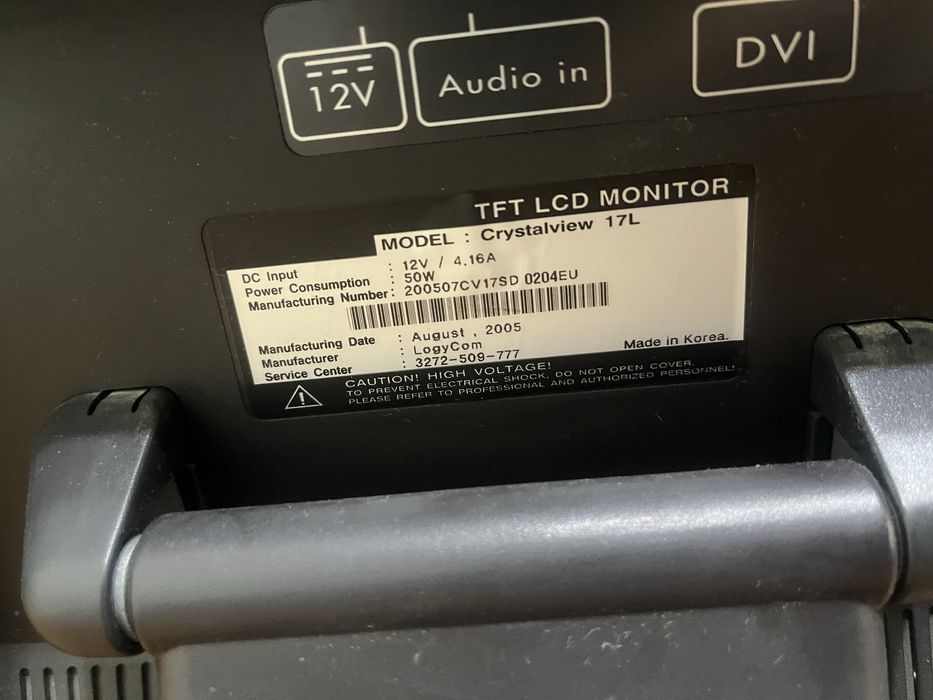 12V
Audio in
DVI
TFT LCD MONITOR
MODEL : Crystalview 17L
DC Input : 12V / 4.16A
Power Consumption : 50W
Manufacturing Number : 200507CV17SD 0204EU
Manufacturing Date : August , 2005
Manufacturer : LogyCom
Service Center : 3272-509-777
Made in Korea.
CAUTION! HIGH VOLTAGE!
TO PREVENT ELECTRICAL SHOCK, DO NOT OPEN COVER.
PLEASE REFER TO PROFESSIONAL AND AUTHORIZED PERSONNEL!